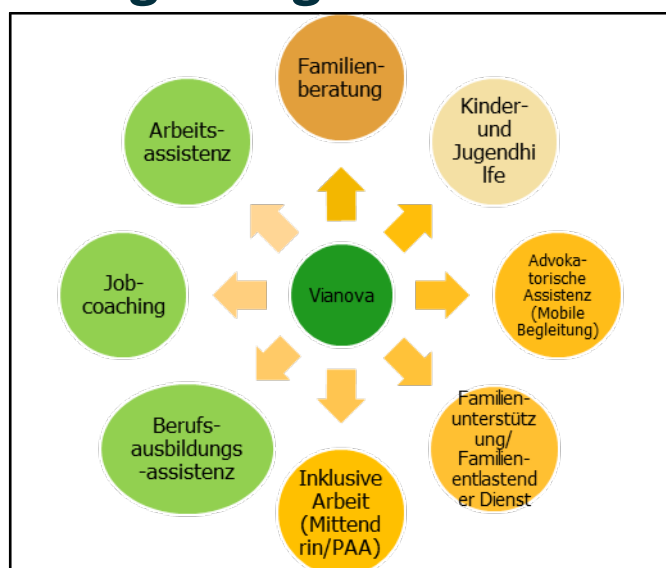 Familien-
beratung
Kinder-
und
Jugendhi
lfe
Arbeits-
assistenz
Advoka-
torische
Assistenz
(Mobile
Begleitung)
Job-
coaching
Vianova
Familien
unterstütz
ung/
Familien-
entlastend
er Dienst
Berufs-
ausbildungs
-assistenz
Inklusive
Arbeit
(Mittend
rin/PAA)